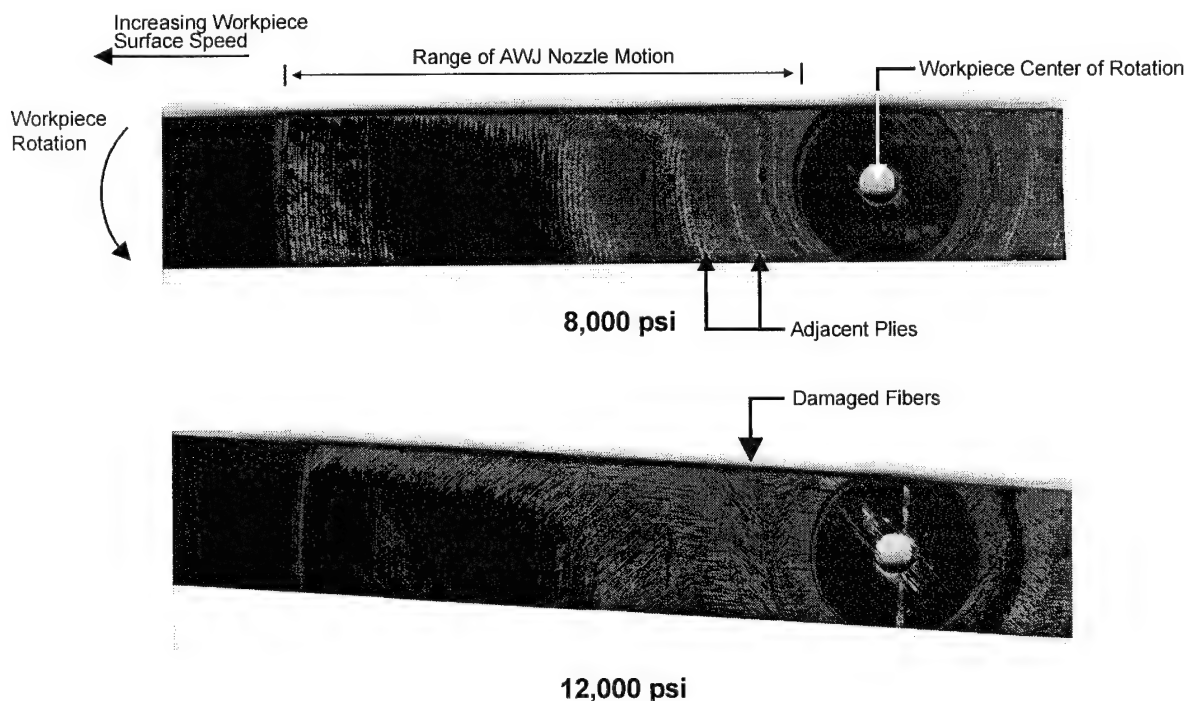 Increasing Workpiece
Surface Speed
Range of AWJ Nozzle Motion
Workpiece Center of Rotation
Workpiece
Rotation
8,000 psi
Adjacent Plies
Damaged Fibers
12,000 psi